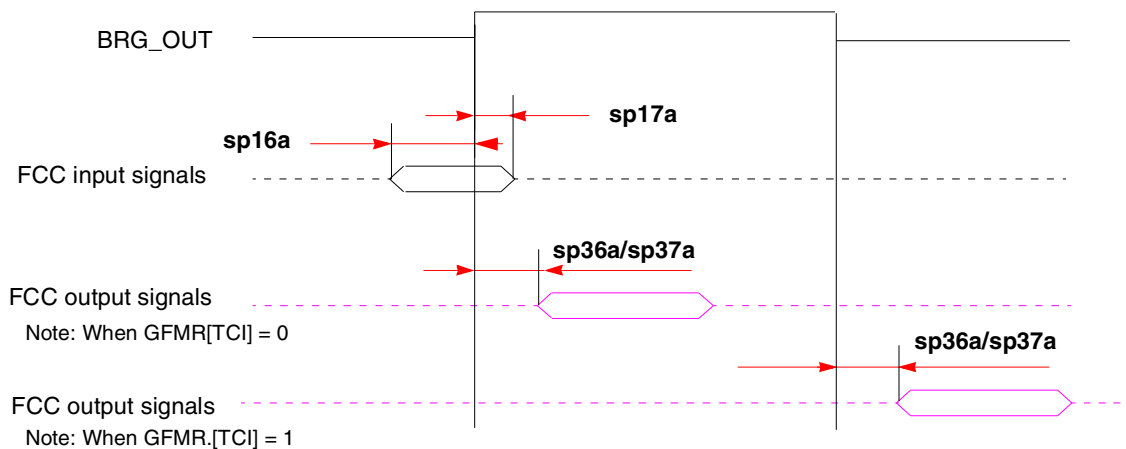 BRG_OUT
sp17a
sp16a
FCC input signals
sp36a/sp37a
FCC output signals
Note: When GFMR[TCI] = 0
sp36a/sp37a
FCC output signals
Note: When GFMR.[TCI] = 1